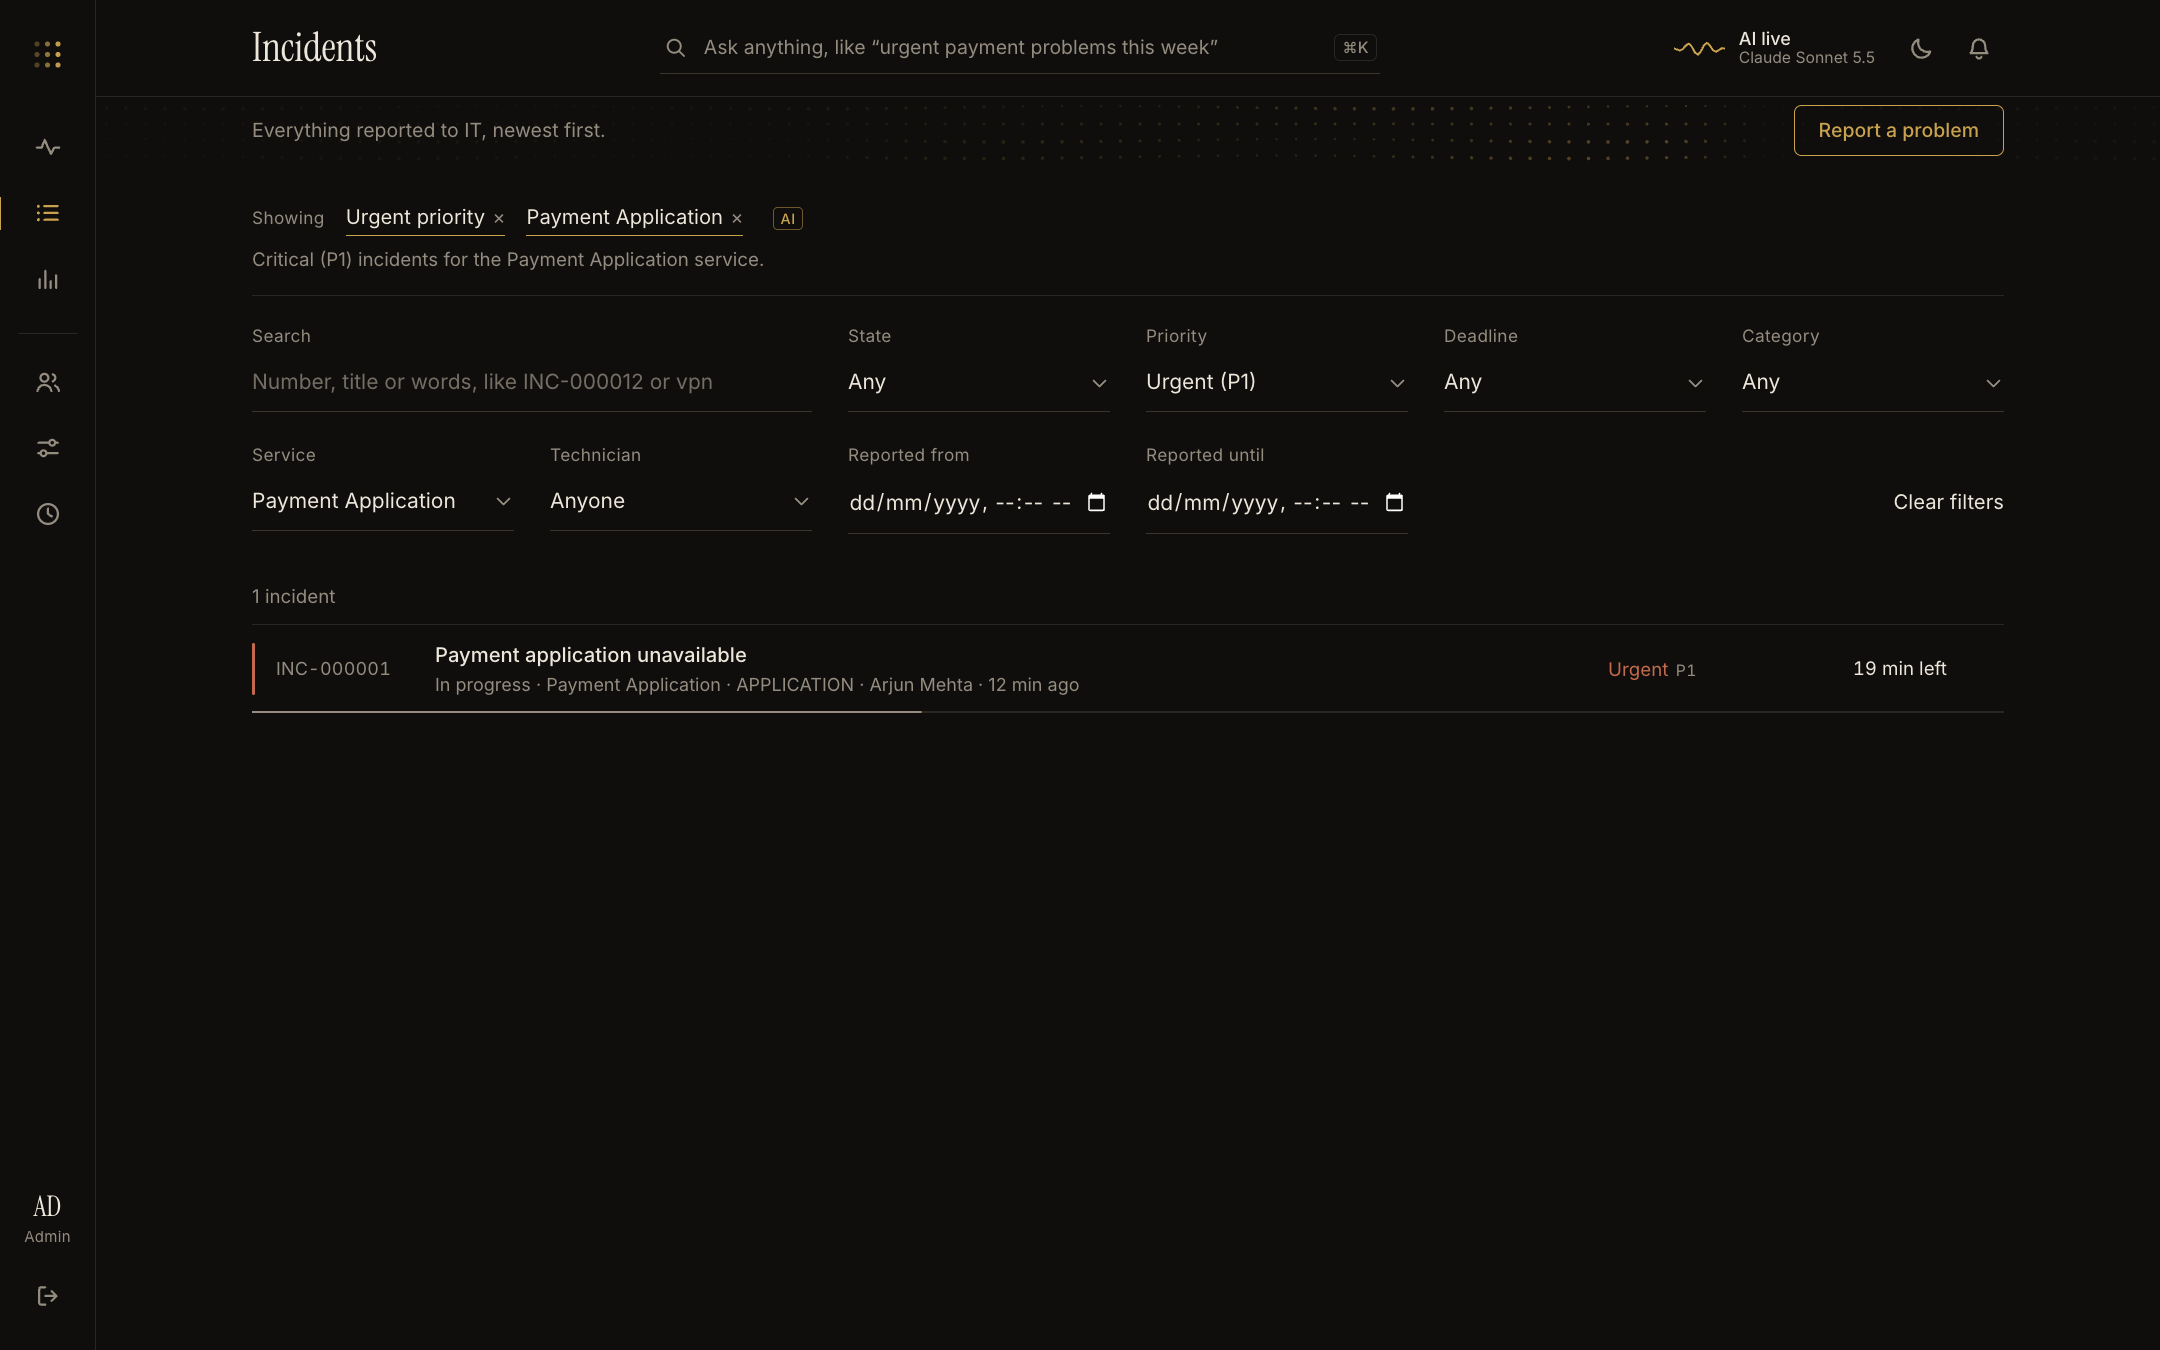 Incidents
Ask anything, like “urgent payment problems this week”
⌘K
AI live
Claude Sonnet 5.5
Everything reported to IT, newest first.
Report a problem
Showing Urgent priority × Payment Application × AI
Critical (P1) incidents for the Payment Application service.
Search
Number, title or words, like INC-000012 or vpn
State
Any
Priority
Urgent (P1)
Deadline
Any
Category
Any
Service
Payment Application
Technician
Anyone
Reported from
dd/mm/yyyy, --:-- --
Reported until
dd/mm/yyyy, --:-- --
Clear filters
1 incident
INC-000001
Payment application unavailable
In progress · Payment Application · APPLICATION · Arjun Mehta · 12 min ago
Urgent P1
19 min left
AD
Admin